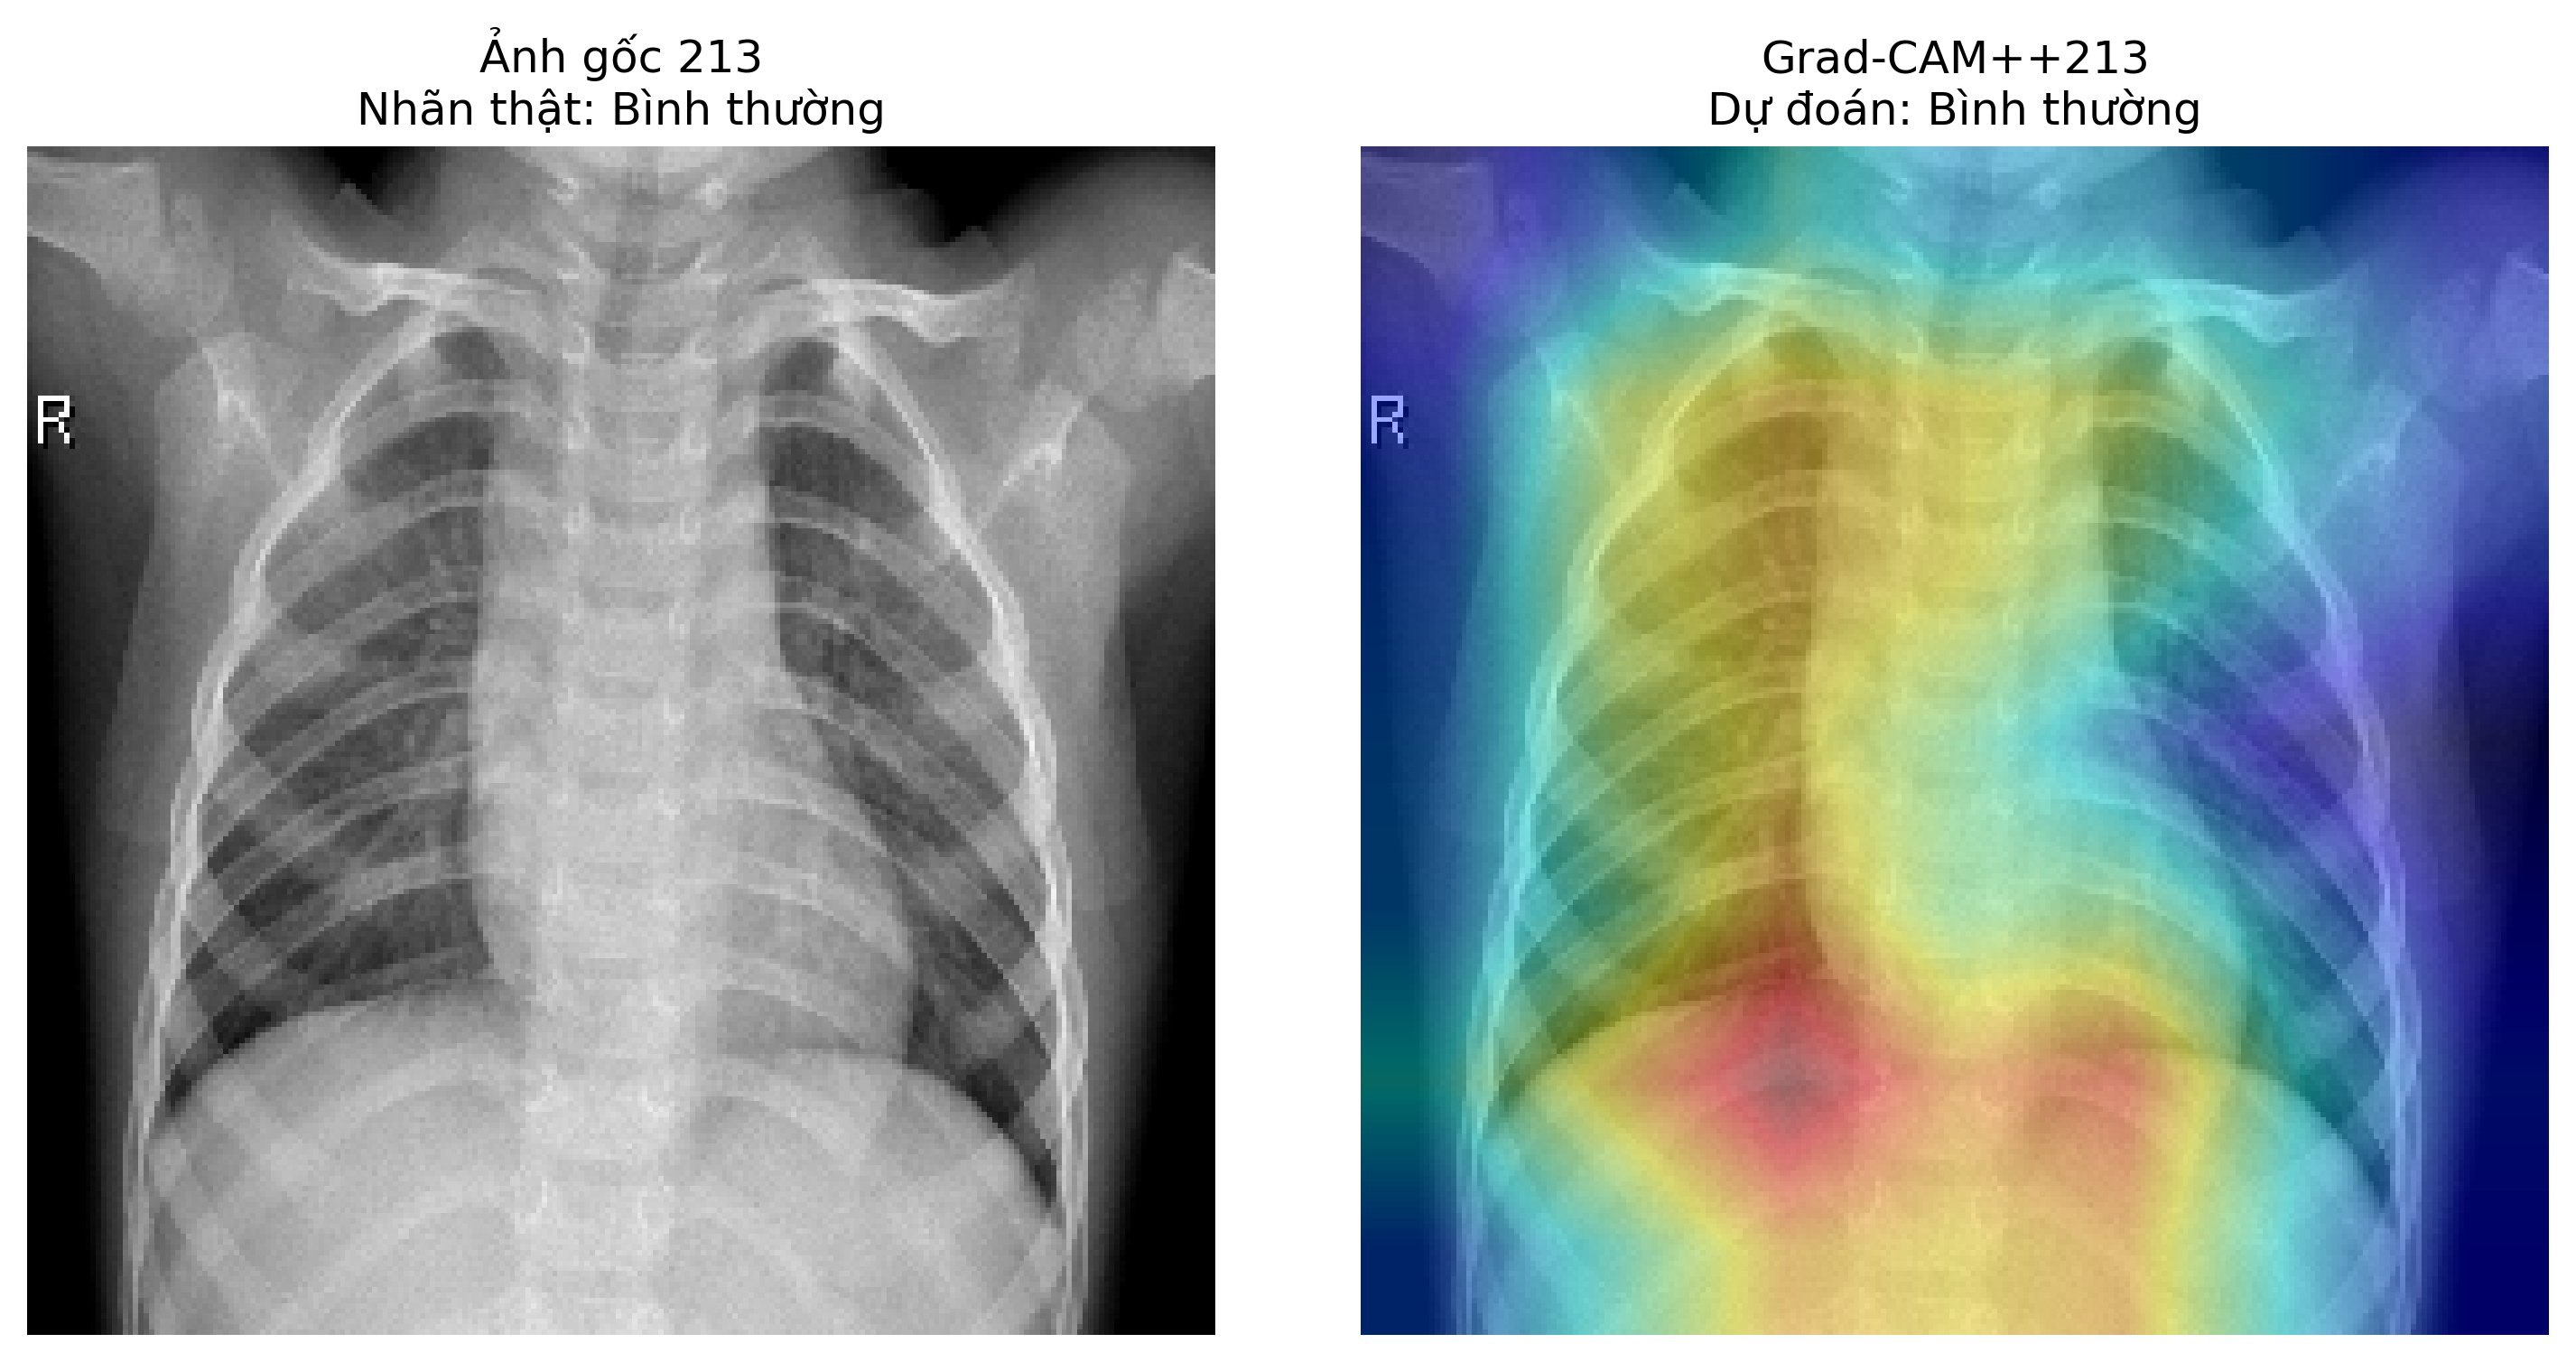 Ảnh gốc 213
Nhãn thật: Bình thường
Grad-CAM++213
Dự đoán: Bình thường
R
R